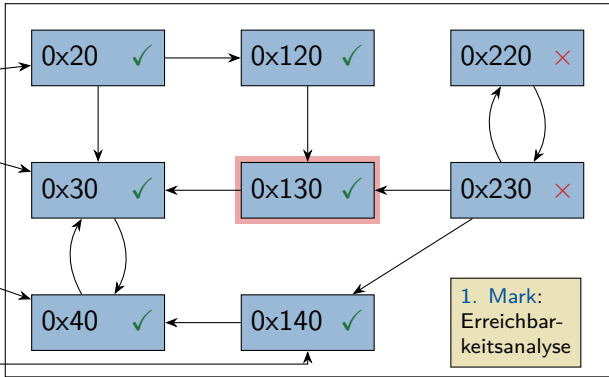 0x20 ✓
0x120 ✓
0x220 ×
0x30 ✓
0x130 ✓
0x230 ×
0x40 ✓
0x140 ✓
1. Mark:
Erreichbar-
keitsanalyse